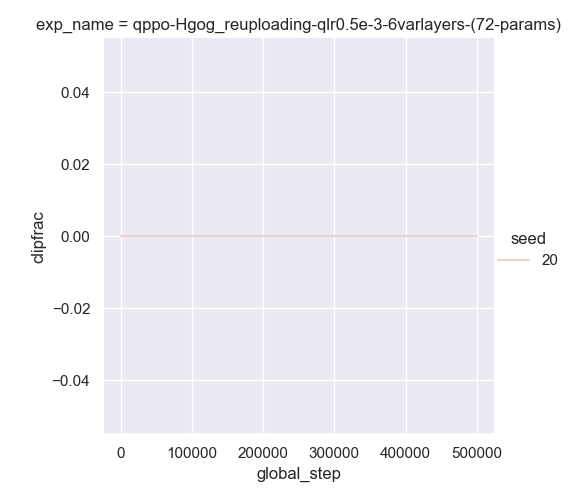 exp_name = qppo-Hgog_reuploading-qlr0.5e-3-6varlayers-(72-params)
0.04
0.02
0.00
−0.02
−0.04
dipfrac
seed
20
0 100000 200000 300000 400000 500000
global_step